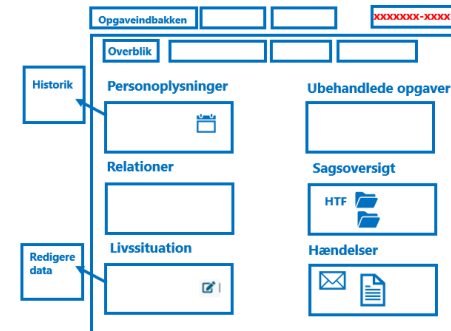 Opgaveindbakken
xxxxxxx-xxxx
Overblik
Historik
Personoplysninger
Ubehandlede opgaver
Relationer
Sagsoversigt
HTF
Livssituation
Hændelser
Redigere
data